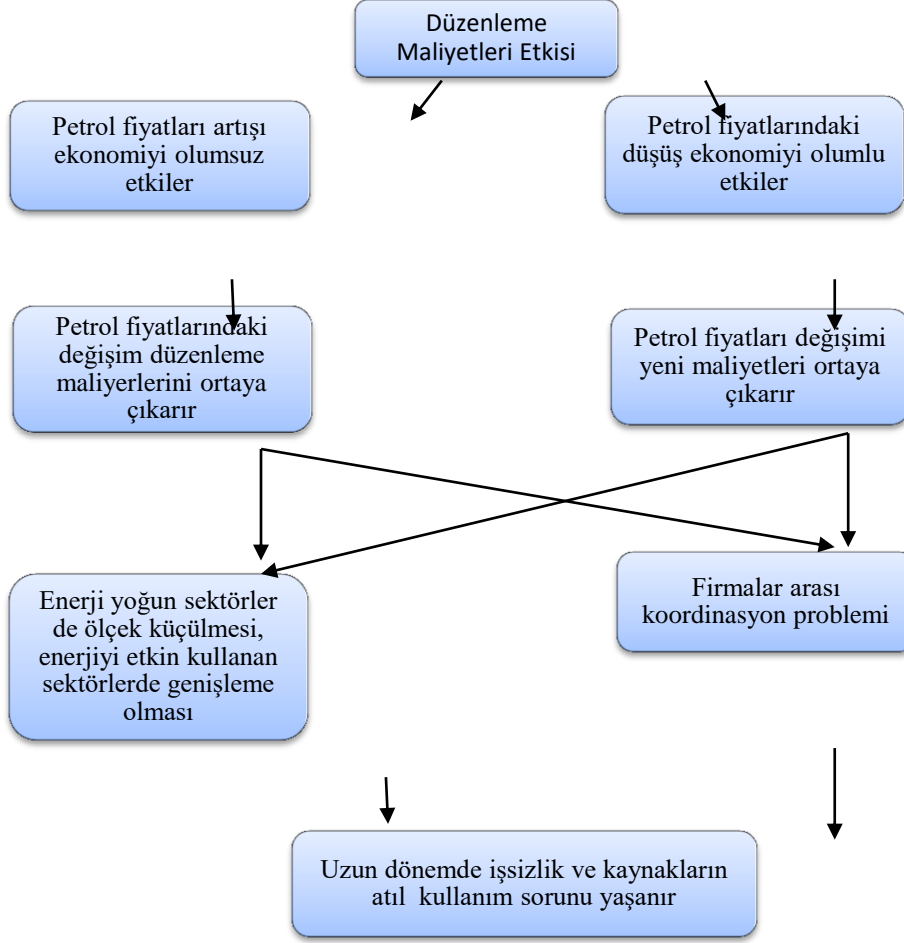 Düzenleme
Maliyetleri Etkisi
Petrol fiyatları artışı
ekonomiyi olumsuz
etkiler
Petrol fiyatlarındaki
düşüş ekonomiyi olumlu
etkiler
Petrol fiyatlarındaki
değişim düzenleme
maliyerlerini ortaya
çıkarır
Petrol fiyatları değişimi
yeni maliyetleri ortaya
çıkarır
Enerji yoğun sektörler
de ölçek küçülmesi,
enerjiyi etkin kullanan
sektörlerde genişleme
olması
Firmalar arası
koordinasyon problemi
Uzun dönemde işsizlik ve kaynakların
atıl kullanım sorunu yaşanır